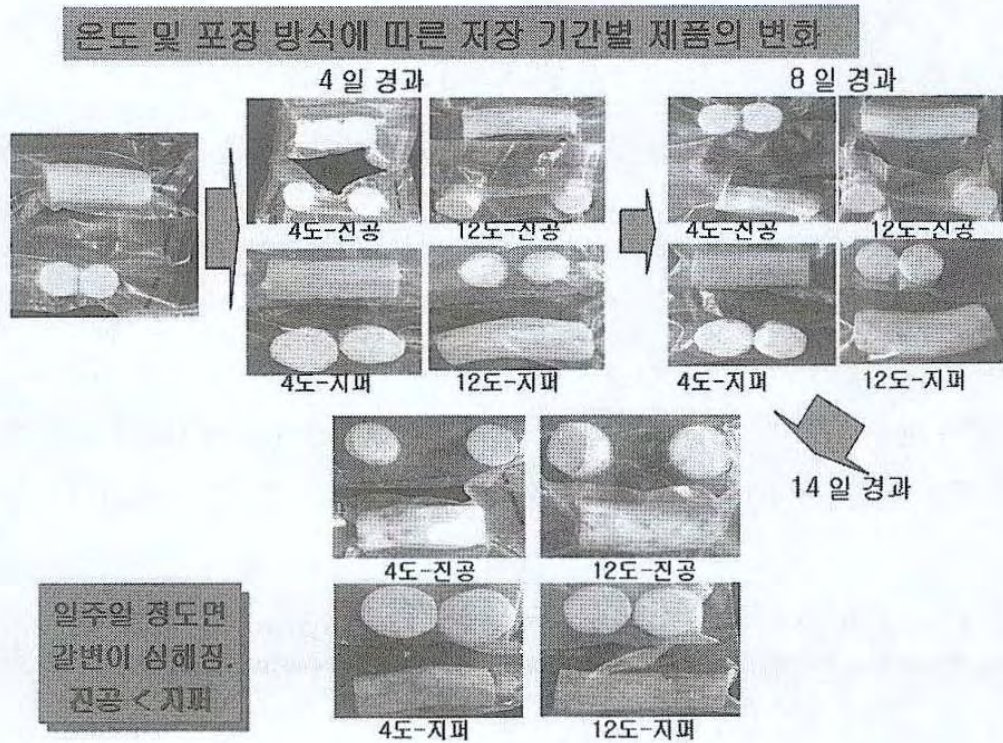 온도 및 포장 방식에 따른 저장 기간별 제품의 변화
4일 경과
8일 경과
4도-진공
12도-진공
4도-진공
12도-진공
4도-지퍼
12도-지퍼
4도-지퍼
12도-지퍼
14일 경과
4도-진공
12도-진공
일주일 정도면
갈변이 심해짐.
진공 < 지퍼
4도-지퍼
12도-지퍼